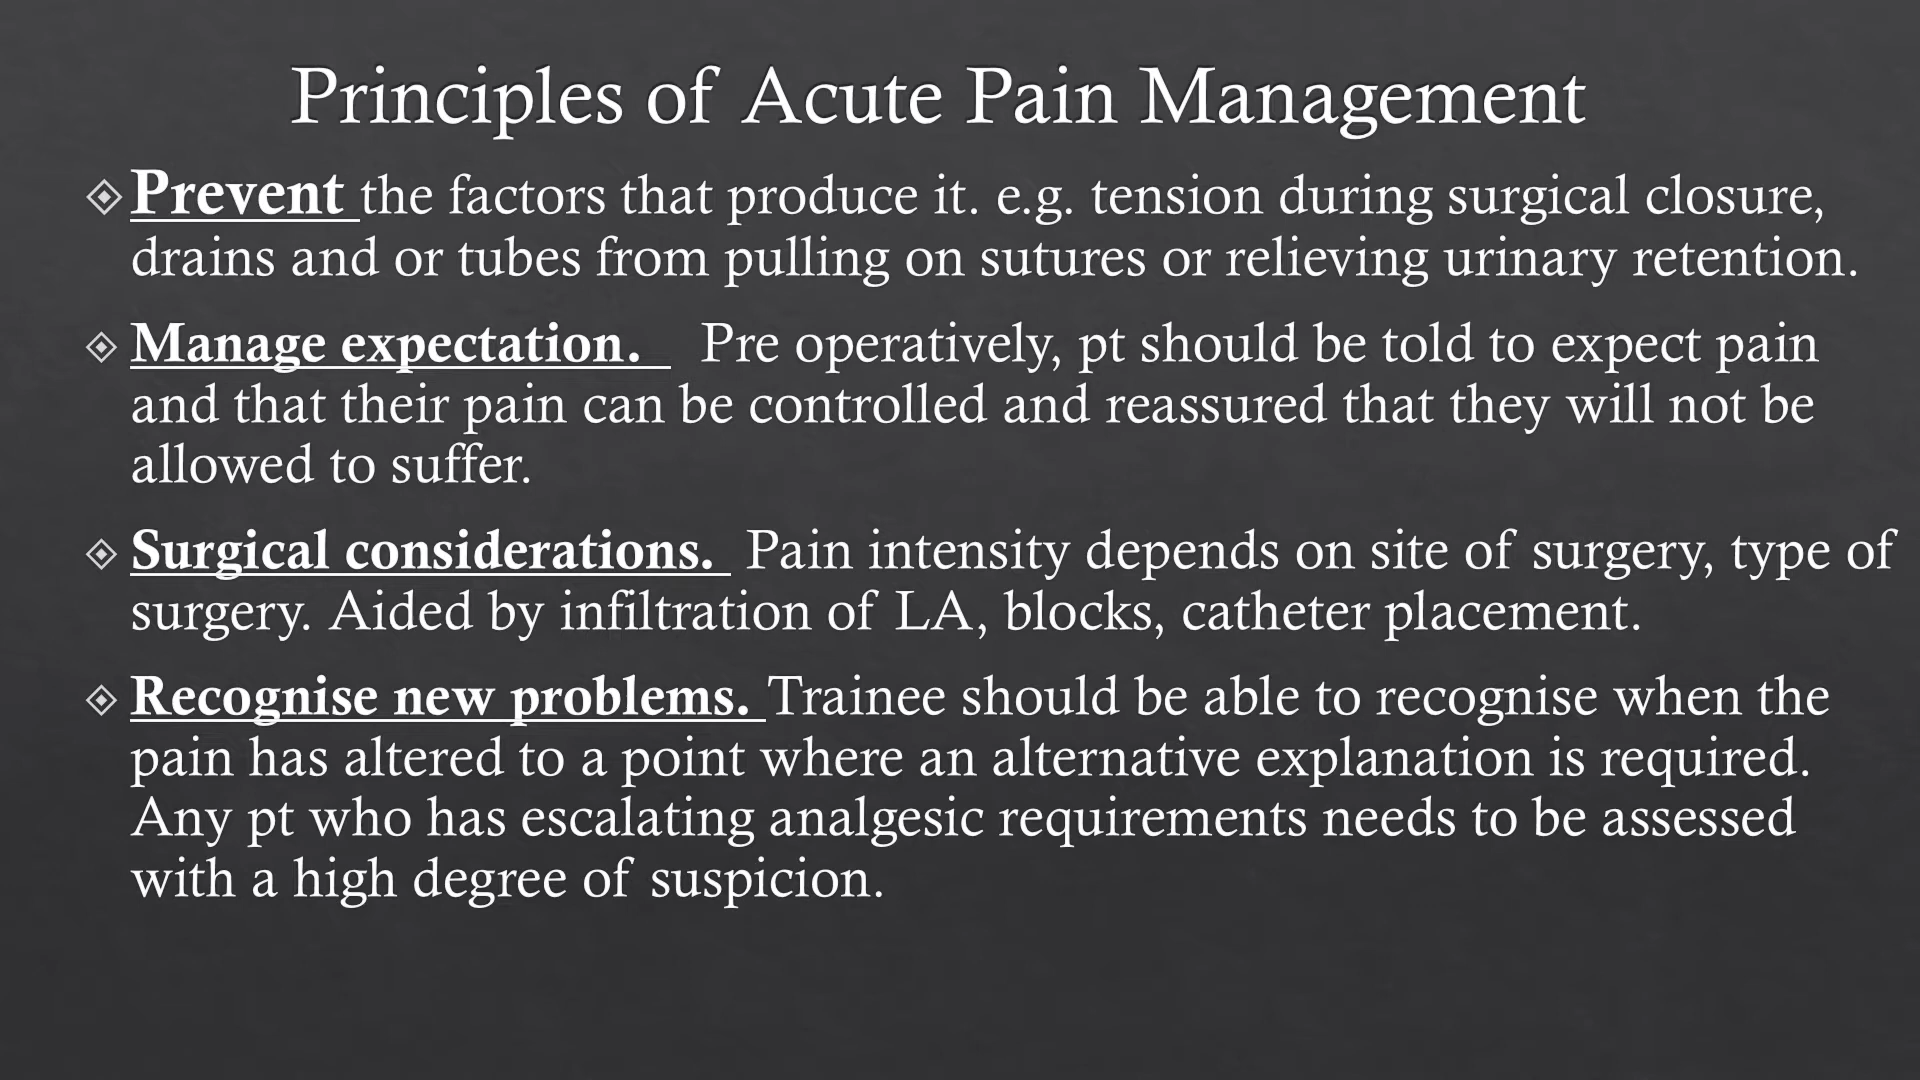 Principles of Acute Pain Management
Prevent the factors that produce it. e.g. tension during surgical closure,
drains and or tubes from pulling on sutures or relieving urinary retention.
Manage expectation. Pre operatively, pt should be told to expect pain
and that their pain can be controlled and reassured that they will not be
allowed to suffer.
Surgical considerations. Pain intensity depends on site of surgery, type of
surgery. Aided by infiltration of LA, blocks, catheter placement.
Recognise new problems. Trainee should be able to recognise when the
pain has altered to a point where an alternative explanation is required.
Any pt who has escalating analgesic requirements needs to be assessed
with a high degree of suspicion.